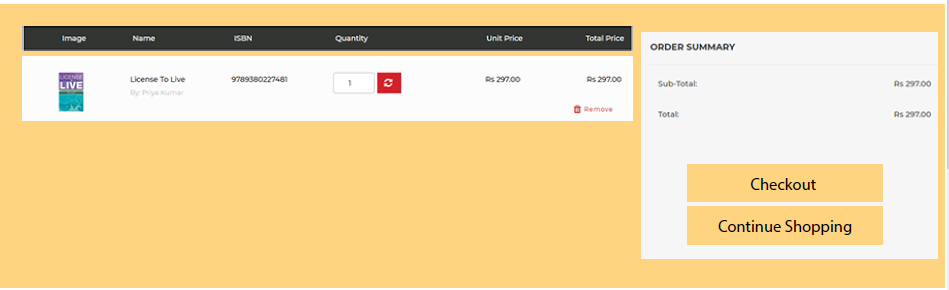 Image Name ISBN Quantity Unit Price Total Price
LICENSE
LIVE
License To Live 9789380227481 1 Rs 297.00 Rs 297.00
By: Priya Kumar
Remove
ORDER SUMMARY
Sub-Total: Rs 297.00
Total: Rs 297.00
Checkout
Continue Shopping